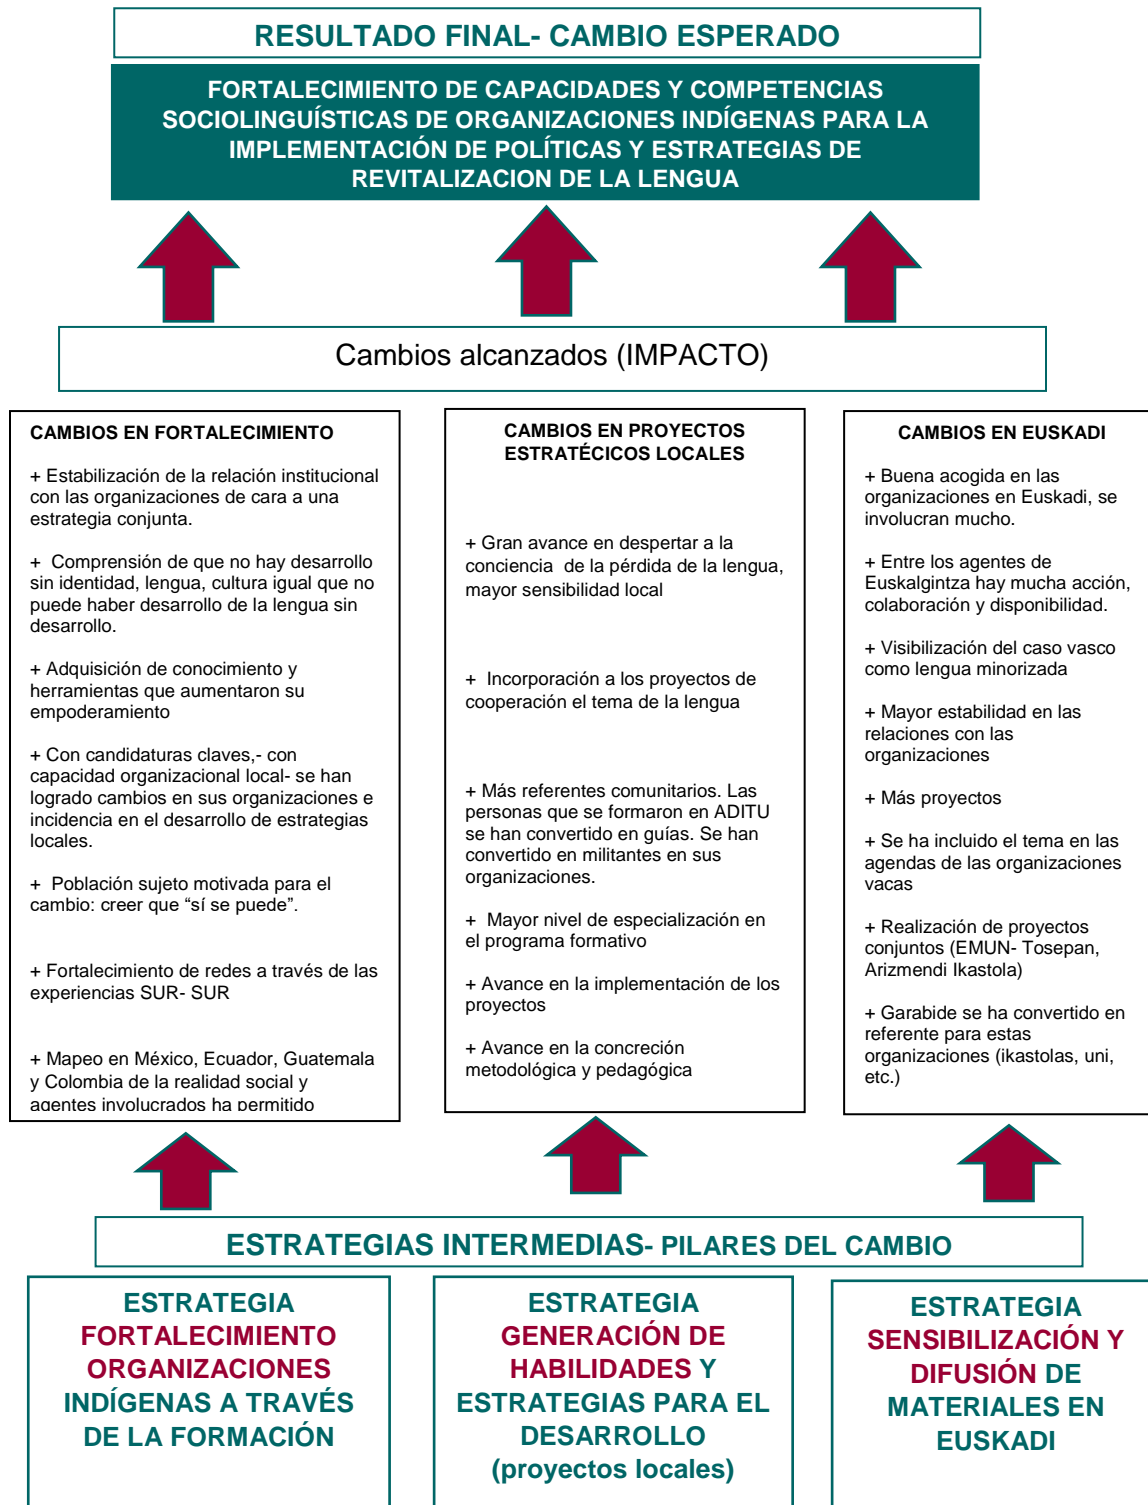 RESULTADO FINAL- CAMBIO ESPERADO
FORTALECIMIENTO DE CAPACIDADES Y COMPETENCIAS
SOCIOLINGUÍSTICAS DE ORGANIZACIONES INDÍGENAS PARA LA
IMPLEMENTACIÓN DE POLÍTICAS Y ESTRATEGIAS DE
REVITALIZACION DE LA LENGUA
Cambios alcanzados (IMPACTO)
CAMBIOS EN FORTALECIMIENTO
+ Estabilización de la relación institucional
con las organizaciones de cara a una
estrategia conjunta.
+ Comprensión de que no hay desarrollo
sin identidad, lengua, cultura igual que no
puede haber desarrollo de la lengua sin
desarrollo.
+ Adquisición de conocimiento y
herramientas que aumentaron su
empoderamiento
+ Con candidaturas claves,- con
capacidad organizacional local- se han
logrado cambios en sus organizaciones e
incidencia en el desarrollo de estrategias
locales.
+ Población sujeto motivada para el
cambio: creer que “sí se puede”.
+ Fortalecimiento de redes a través de las
experiencias SUR- SUR
+ Mapeo en México, Ecuador, Guatemala
y Colombia de la realidad social y
agentes involucrados ha permitido
CAMBIOS EN PROYECTOS
ESTRATÉCICOS LOCALES
+ Gran avance en despertar a la
conciencia de la pérdida de la lengua,
mayor sensibilidad local
+ Incorporación a los proyectos de
cooperación el tema de la lengua
+ Más referentes comunitarios. Las
personas que se formaron en ADITU
se han convertido en guías. Se han
convertido en militantes en sus
organizaciones.
+ Mayor nivel de especialización en
el programa formativo
+ Avance en la implementación de los
proyectos
+ Avance en la concreción
metodológica y pedagógica
CAMBIOS EN EUSKADI
+ Buena acogida en las
organizaciones en Euskadi, se
involucran mucho.
+ Entre los agentes de
Euskalgintza hay mucha acción,
colaboración y disponibilidad.
+ Visibilización del caso vasco
como lengua minorizada
+ Mayor estabilidad en las
relaciones con las
organizaciones
+ Más proyectos
+ Se ha incluido el tema en las
agendas de las organizaciones
vacas
+ Realización de proyectos
conjuntos (EMUN- Tosepan,
Arizmendi Ikastola)
+ Garabide se ha convertido en
referente para estas
organizaciones (ikastolas, uni,
etc.)
ESTRATEGIAS INTERMEDIAS- PILARES DEL CAMBIO
ESTRATEGIA
FORTALECIMIENTO
ORGANIZACIONES
INDÍGENAS A TRAVÉS
DE LA FORMACIÓN
ESTRATEGIA
GENERACIÓN DE
HABILIDADES Y
ESTRATEGIAS PARA EL
DESARROLLO
(proyectos locales)
ESTRATEGIA
SENSIBILIZACIÓN Y
DIFUSIÓN DE
MATERIALES EN
EUSKADI